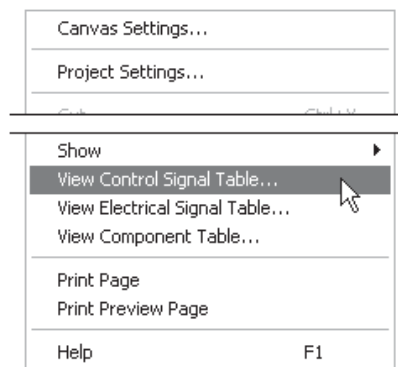 Canvas Settings...
Project Settings...
Show
View Control Signal Table...
View Electrical Signal Table...
View Component Table...
Print Page
Print Preview Page
Help F1